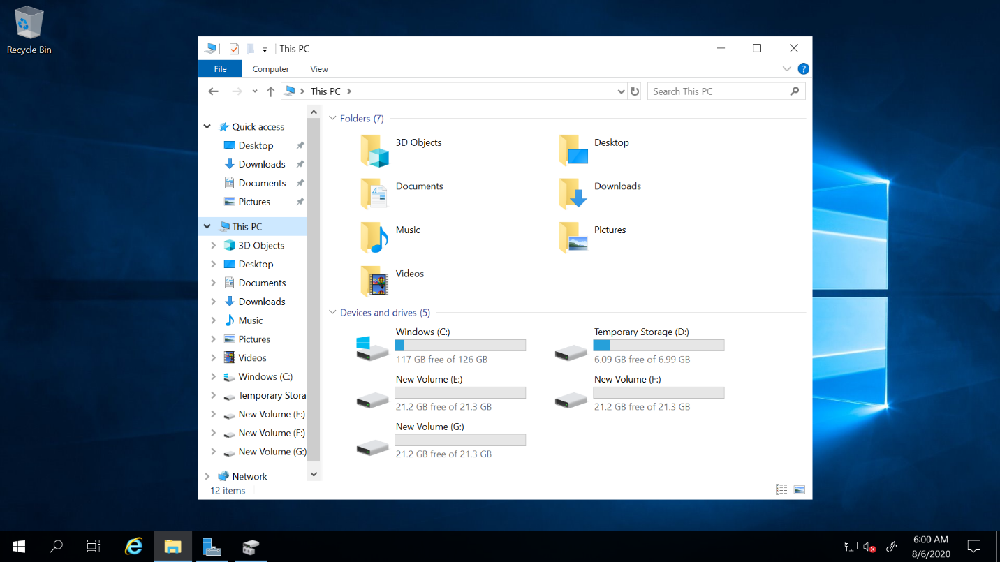 Recycle Bin
This PC
File
Computer
View
?
This PC
Search This PC
Quick access
Desktop
Downloads
Documents
Pictures
This PC
3D Objects
Desktop
Documents
Downloads
Music
Pictures
Videos
Windows (C:)
Temporary Stora
New Volume (E:)
New Volume (F:)
New Volume (G:)
Network
Folders (7)
3D Objects
Desktop
Documents
Downloads
Music
Pictures
Videos
Devices and drives (5)
Windows (C:)
117 GB free of 126 GB
Temporary Storage (D:)
6.09 GB free of 6.99 GB
New Volume (E:)
21.2 GB free of 21.3 GB
New Volume (F:)
21.2 GB free of 21.3 GB
New Volume (G:)
21.2 GB free of 21.3 GB
12 items
6:00 AM
8/6/2020